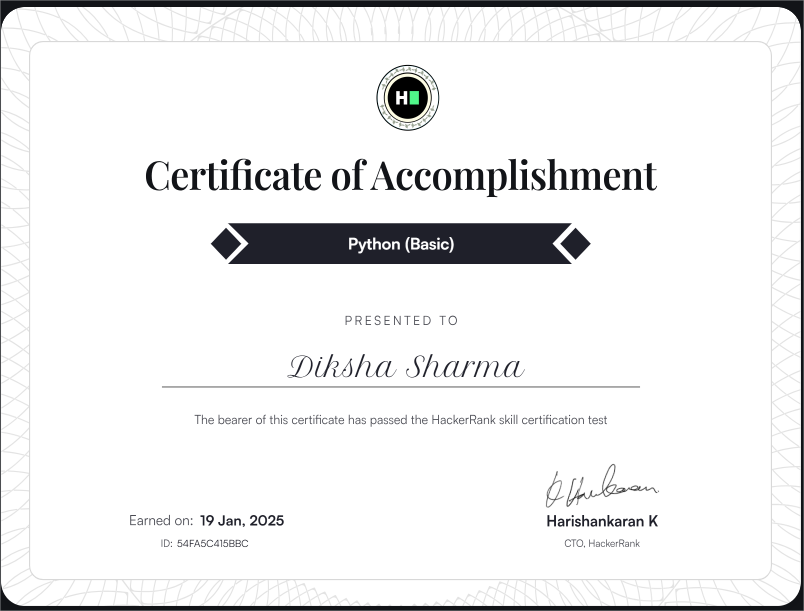 H
Certificate of Accomplishment
Python (Basic)
PRESENTED TO
Diksha Sharma
The bearer of this certificate has passed the HackerRank skill certification test
Earned on: 19 Jan, 2025
ID: 54FA5C415BBC
Harishankaran K
CTO, HackerRank